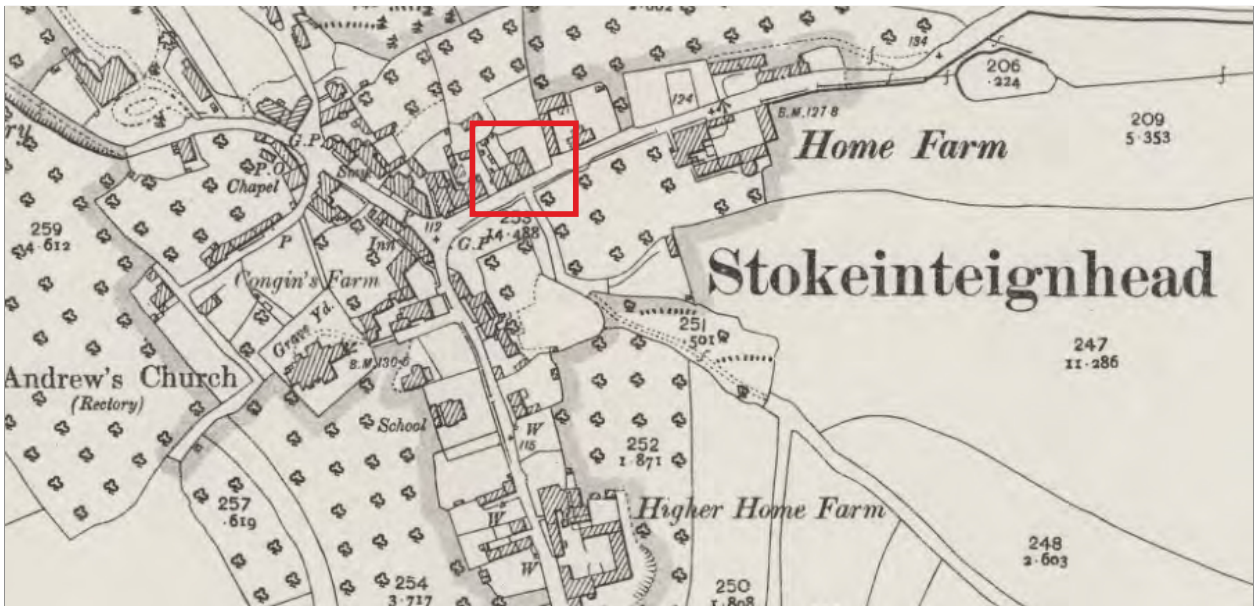 134
206
.224
124
B.M.127·8
209
5·353
Home Farm
ry
G.P.
P.O.
Chapel
P
259
4·612
112
P
Inn
G.P
14·488
Stokeinteignhead
Congin's Farm
Grave Yd.
251
.501
247
11·286
B.M.130·6
Andrew's Church
(Rectory)
School
W
115
252
1·871
257
.619
W
Higher Home Farm
W
248
2·603
254
3·717
250
1·808